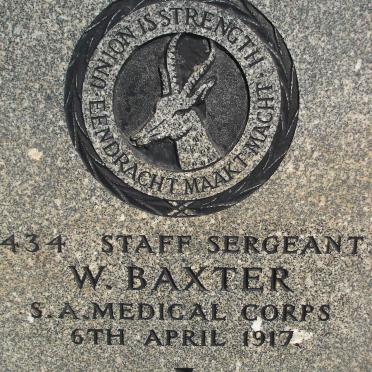 UNION IS STRENGTH
EENDRACHT MAAKT MACHT
434 STAFF SERGEANT
W. BAXTER
S.A. MEDICAL CORPS
6TH APRIL 1917.